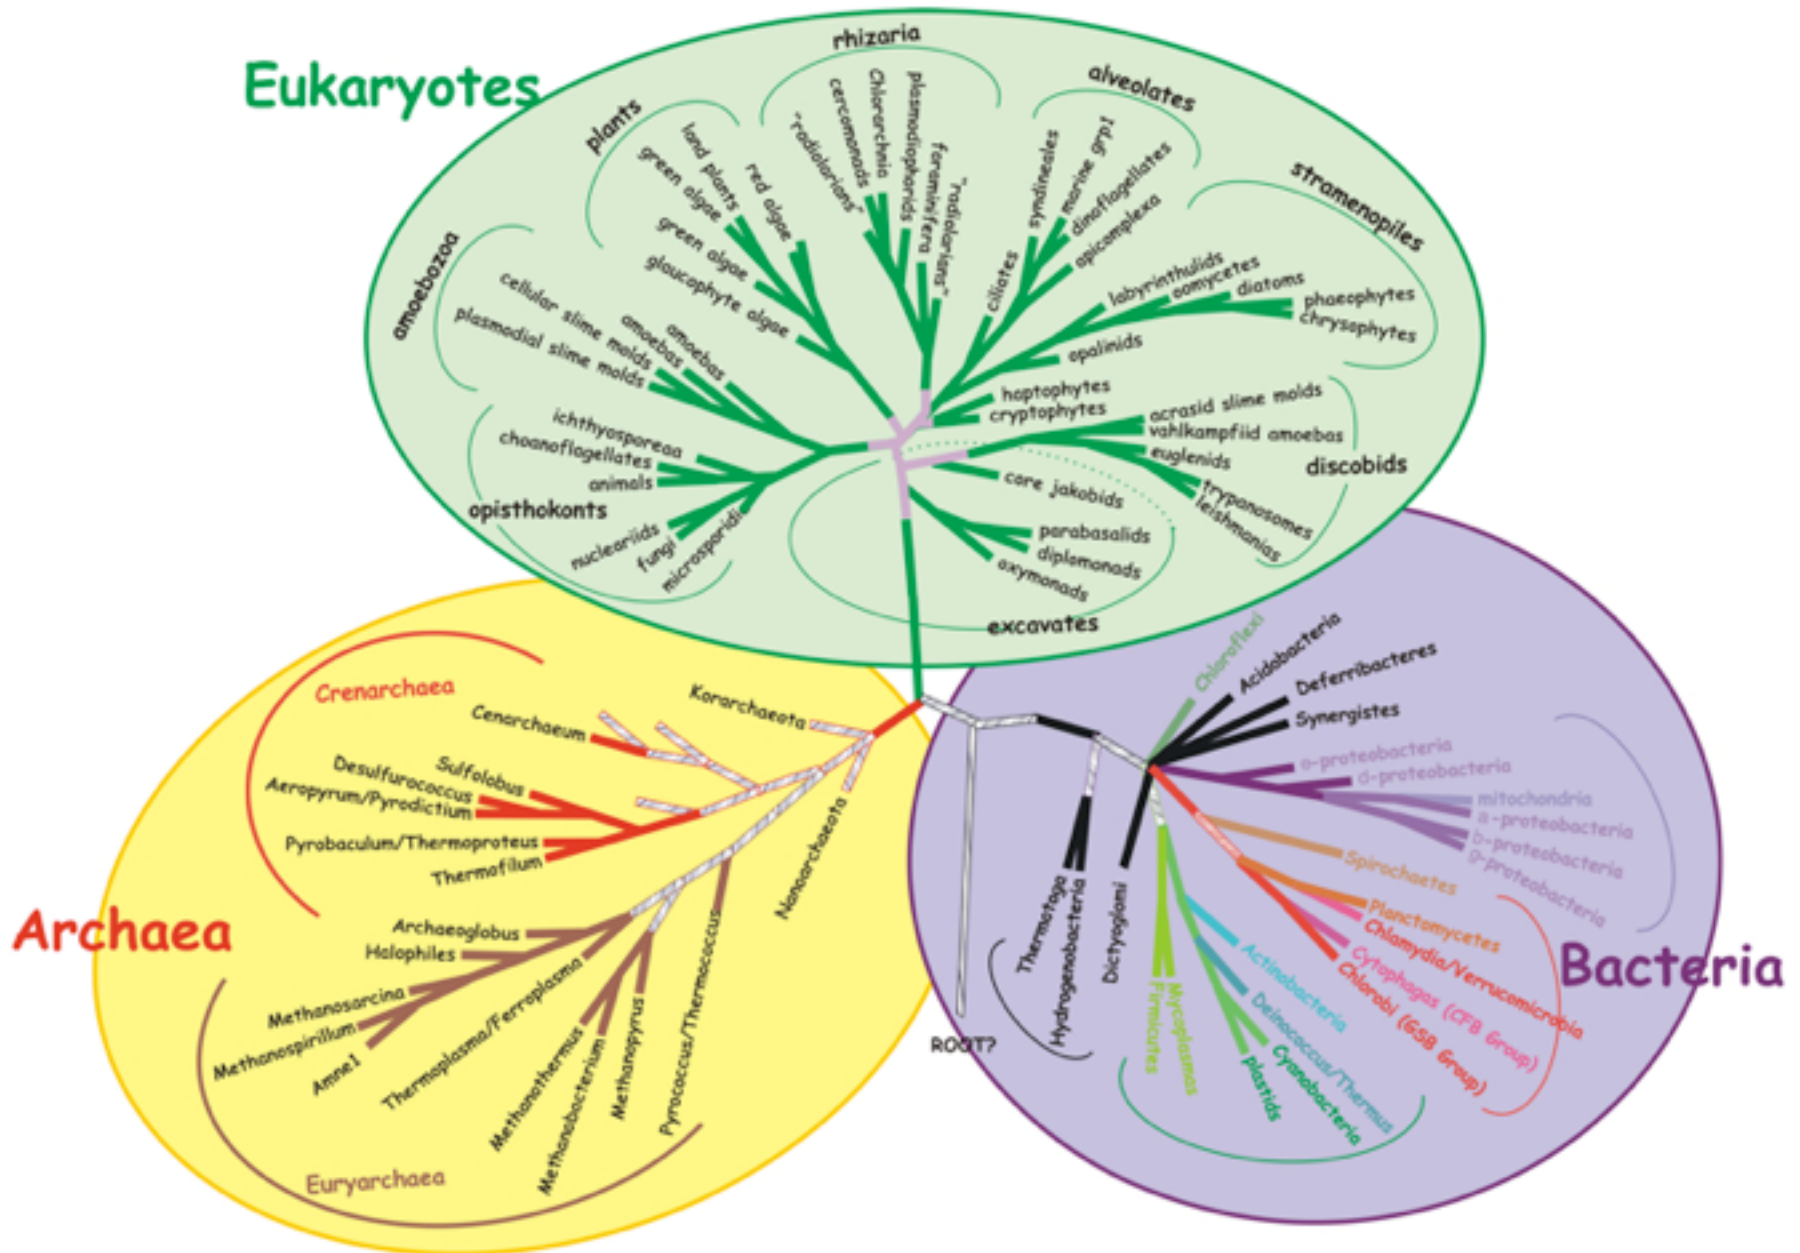 Eukaryotes
rhizaria
alveolates
plants
stramenopiles
amoebozoa
"radiolarians"
cercomonads
Chlorarchnia
plasmodiophorids
foraminifera
"radiolarians"
land plants
green algae
red algae
green algae
glaucophyte algae
syndineales
marine grp1
dinoflagellates
apicomplexa
ciliates
labyrinthulids
oomycetes
diatoms
phaeophytes
chrysophytes
opalinids
haptophytes
cryptophytes
cellular slime molds
plasmodial slime molds
amoebas
amoebas
ichthyosporeaa
choanoflagellates
animals
opisthokonts
nucleariids
fungi
microsporidia
acrasid slime molds
vahlkampfiid amoebas
euglenids
discobids
trypanosomes
leishmanias
core jakobids
parabasalids
diplomonads
oxymonads
excavates
Archaea
Crenarchaea
Korarchaeota
Cenarchaeum
Sulfolobus
Desulfurococcus
Aeropyrum/Pyrodictium
Pyrobaculum/Thermoproteus
Thermofilum
Nanoarchaeota
Archaeoglobus
Halophiles
Methanosarcina
Methanospirillum
Amne1
Thermoplasma/Ferroplasma
Methanothermus
Methanobacterium
Methanopyrus
Pyrococcus/Thermococcus
Euryarchaea
ROOT?
Bacteria
Chloroflexi
Acidobacteria
Deferribacteres
Synergistes
e-proteobacteria
d-proteobacteria
mitochondria
a-proteobacteria
b-proteobacteria
g-proteobacteria
Spirochaetes
Planctomycetes
Chlamydia/Verrucomicrobia
Cytophagas (CFB Group)
Chlorobi (GSB Group)
Thermotoga
Hydrogenobacteria
Dictyoglomi
Mycoplasmas
Firmicutes
Actinobacteria
Deinococcus/Thermus
Cyanobacteria
plastids